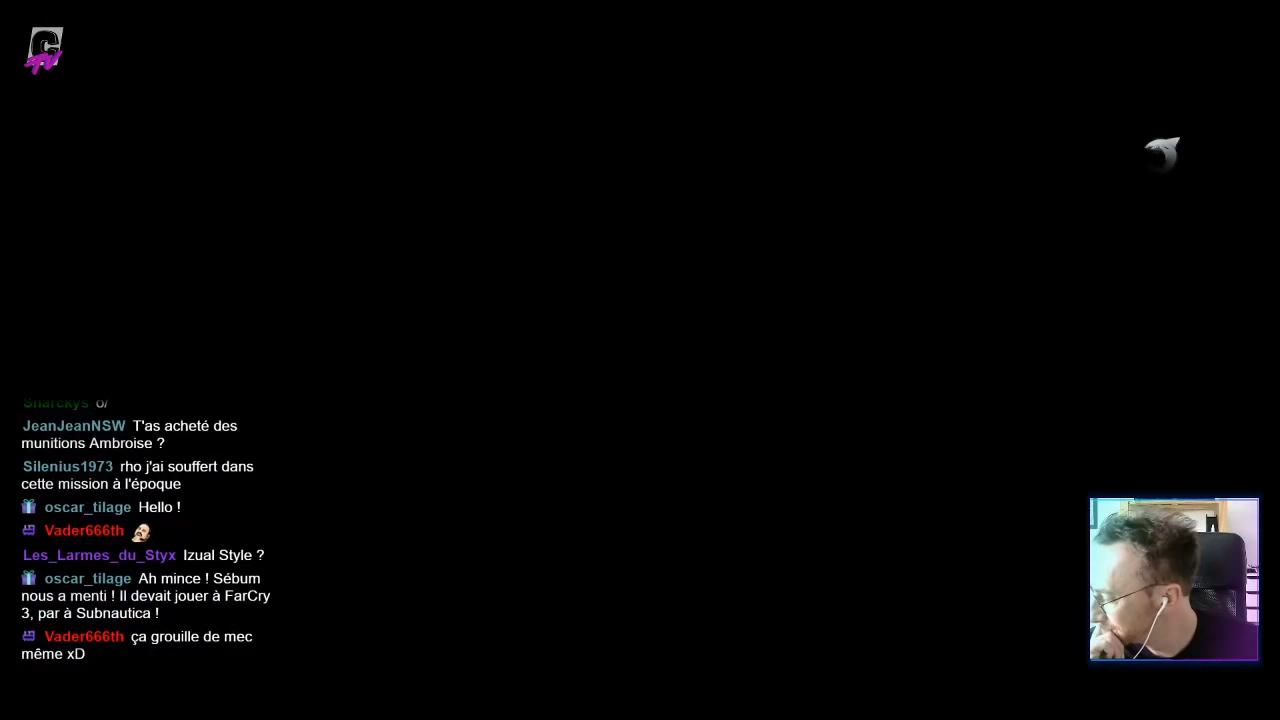 C
TV
Snarckys o/
JeanJeanNSW T'as acheté des
munitions Ambroise ?
Silenius1973 rho j'ai souffert dans
cette mission à l'époque
oscar_tilage Hello !
Vader666th
Les_Larmes_du_Styx Izual Style ?
oscar_tilage Ah mince ! Sébum
nous a menti ! Il devait jouer à FarCry
3, par à Subnautica !
Vader666th ça grouille de mec
même xD